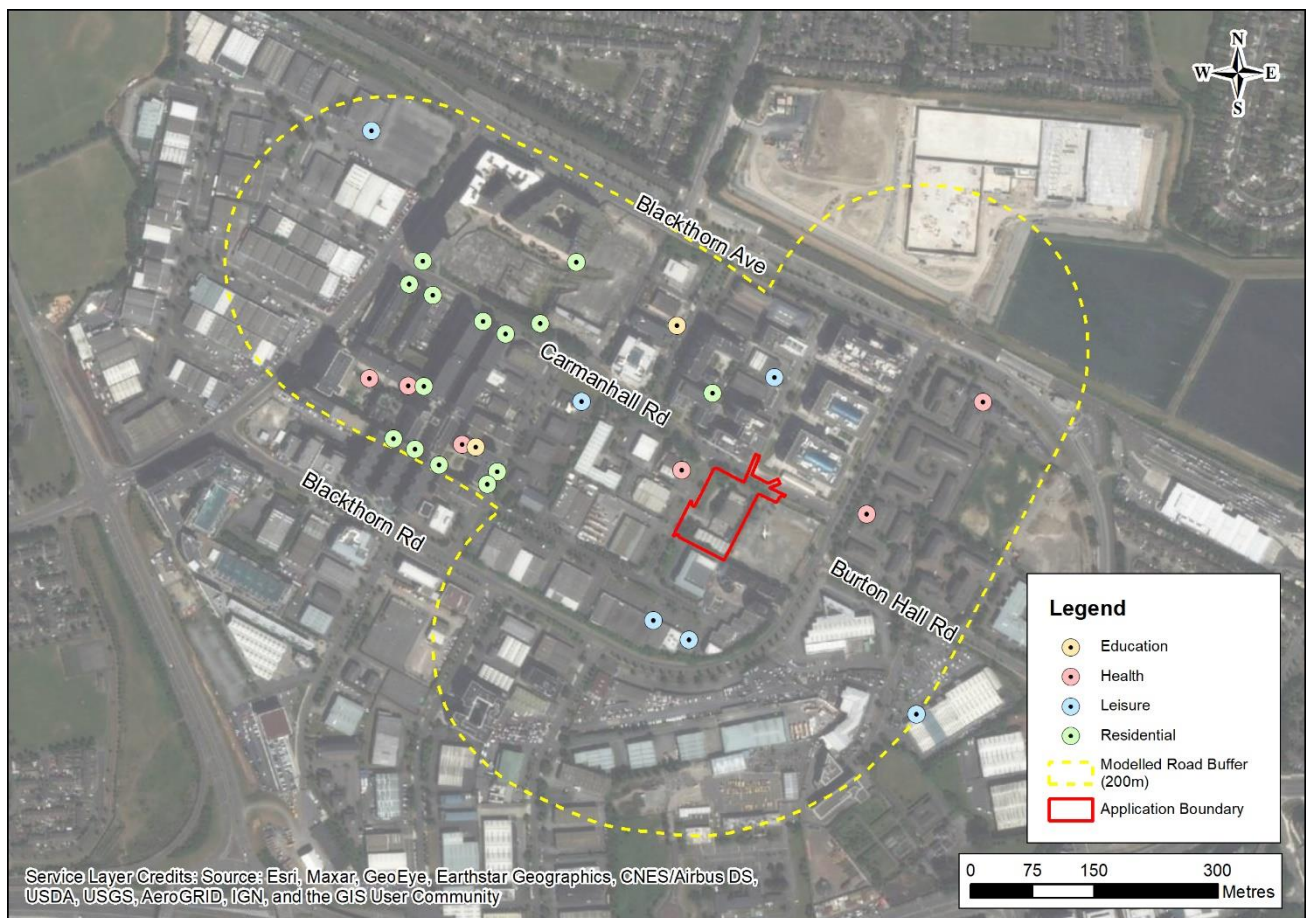 N
W E
S
Blackthorn Ave
Carmanhall Rd
Blackthorn Rd
Burton Hall Rd
Legend
Education
Health
Leisure
Residential
Modelled Road Buffer
(200m)
Application Boundary
0 75 150 300
Metres
Service Layer Credits: Source: Esri, Maxar, GeoEye, Earthstar Geographics, CNES/Airbus DS,
USDA, USGS, AeroGRID, IGN, and the GIS User Community